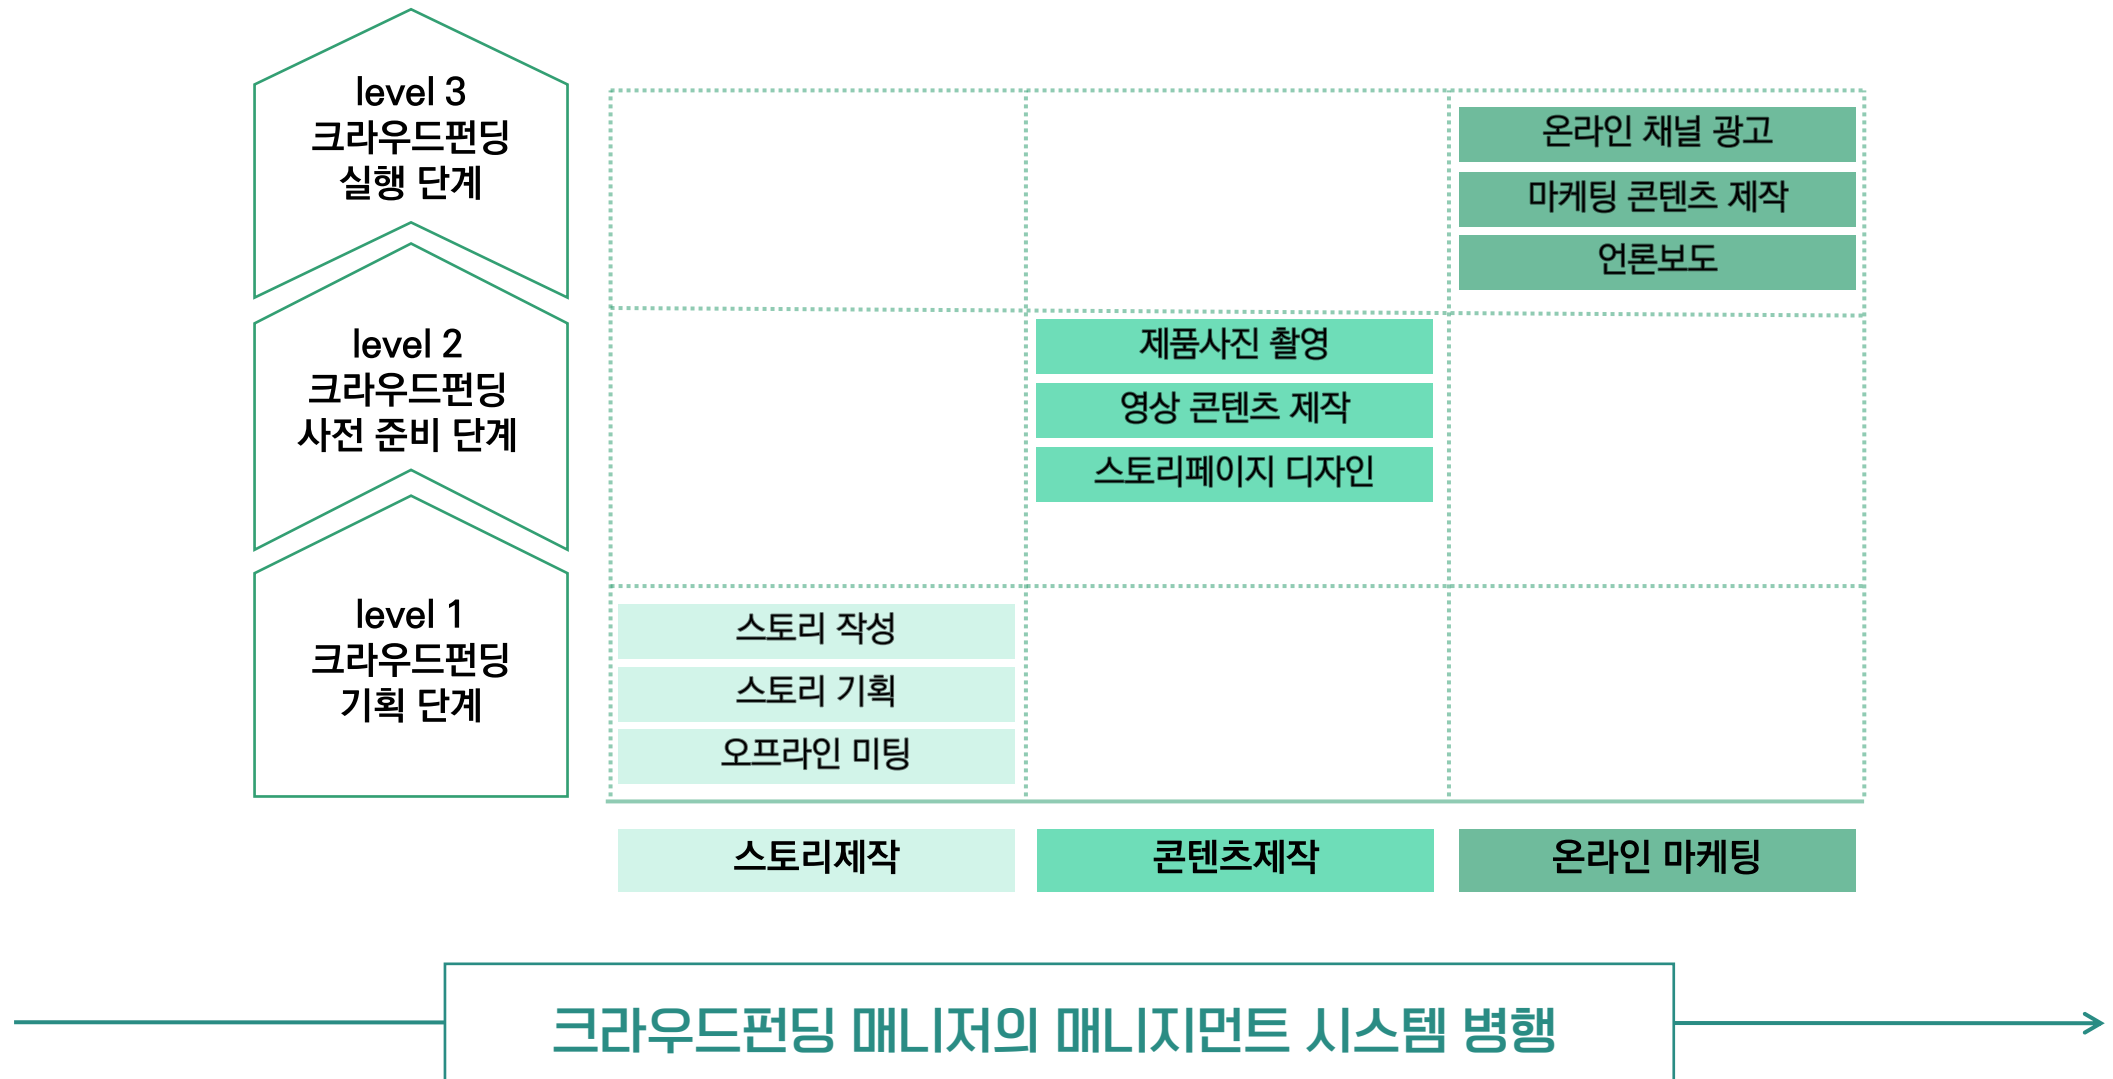 level 3
크라우드펀딩
실행 단계
온라인 채널 광고
마케팅 콘텐츠 제작
언론보도
level 2
크라우드펀딩
사전 준비 단계
제품사진 촬영
영상 콘텐츠 제작
스토리페이지 디자인
level 1
크라우드펀딩
기획 단계
스토리 작성
스토리 기획
오프라인 미팅
스토리제작
콘텐츠제작
온라인 마케팅
크라우드펀딩 매니저의 매니지먼트 시스템 병행